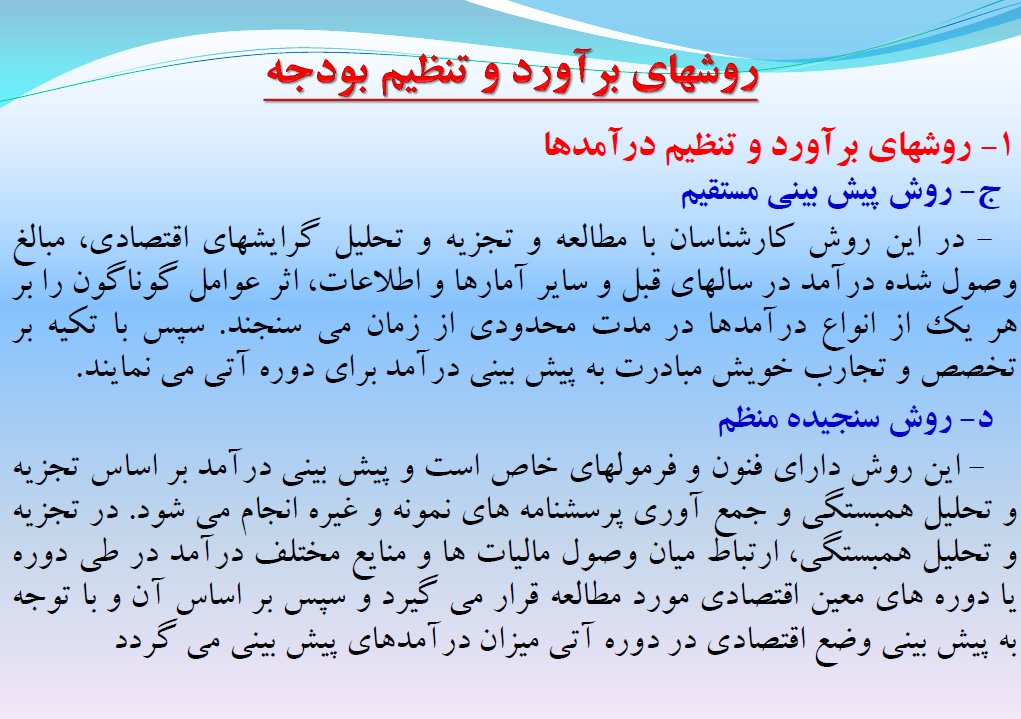 روشهای برآورد و تنظیم بودجه
۱- روشهای برآورد و تنظیم درآمدها
ج- روش پیش بینی مستقیم
- در این روش کارشناسان با مطالعه و تجزیه و تحلیل گرایشهای اقتصادی، مبالغ
وصول شده درآمد در سالهای قبل و سایر آمارها و اطلاعات، اثر عوامل گوناگون را بر
هر یک از انواع درآمدها در مدت محدودی از زمان می سنجند. سپس با تکیه بر
تخصص و تجارب خویش مبادرت به پیش بینی درآمد برای دوره آتی می نمایند.
د- روش سنجیده منظم
- این روش دارای فنون و فرمولهای خاص است و پیش بینی درآمد بر اساس تجزیه
و تحلیل همبستگی و جمع آوری پرسشنامه های نمونه و غیره انجام می شود. در تجزیه
و تحلیل همبستگی، ارتباط میان وصول مالیات ها و منابع مختلف درآمد در طی دوره
یا دوره های معین اقتصادی مورد مطالعه قرار می گیرد و سپس بر اساس آن و با توجه
به پیش بینی وضع اقتصادی در دوره آتی میزان درآمدهای پیش بینی می گردد